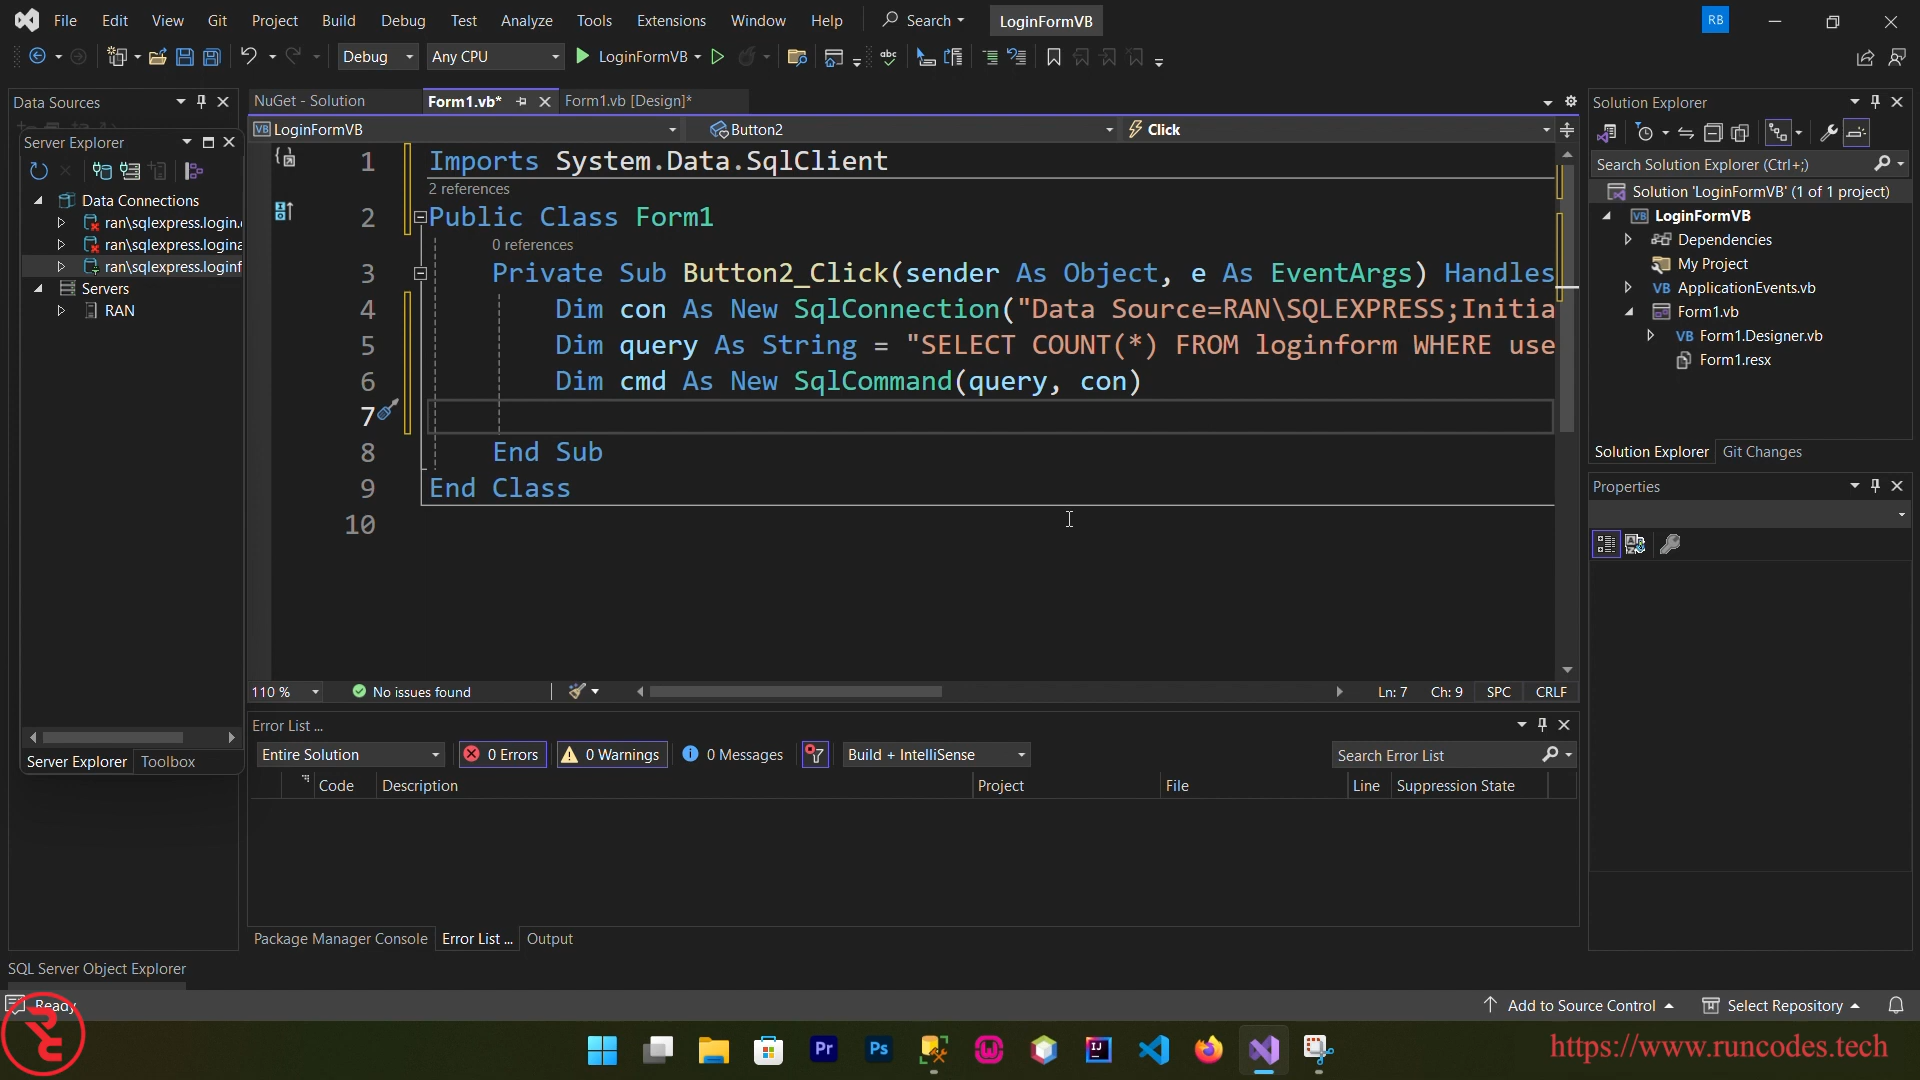 File Edit View Git Project Build Debug Test Analyze Tools Extensions Window Help Search LoginFormVB RB
Debug Any CPU LoginFormVB
Data Sources
Server Explorer
Data Connections
ran\sqlexpress.login.
ran\sqlexpress.logina
ran\sqlexpress.loginf
Servers
RAN
Server Explorer Toolbox
SQL Server Object Explorer
NuGet - Solution Form1.vb* Form1.vb [Design]*
LoginFormVB Button2 Click
1 Imports System.Data.SqlClient
2 references
2 Public Class Form1
0 references
3 Private Sub Button2_Click(sender As Object, e As EventArgs) Handles
4 Dim con As New SqlConnection("Data Source=RAN\SQLEXPRESS;Initia
5 Dim query As String = "SELECT COUNT(*) FROM loginform WHERE use
6 Dim cmd As New SqlCommand(query, con)
7
8 End Sub
9 End Class
10
110 % No issues found Ln: 7 Ch: 9 SPC CRLF
Error List ...
Entire Solution 0 Errors 0 Warnings 0 Messages Build + IntelliSense Search Error List
Code Description Project File Line Suppression State
Package Manager Console Error List ... Output
Solution Explorer
Search Solution Explorer (Ctrl+;)
Solution 'LoginFormVB' (1 of 1 project)
VB LoginFormVB
Dependencies
My Project
VB ApplicationEvents.vb
Form1.vb
VB Form1.Designer.vb
Form1.resx
Solution Explorer Git Changes
Properties
Ready Add to Source Control Select Repository
Pr Ps
https://www.runcodes.tech